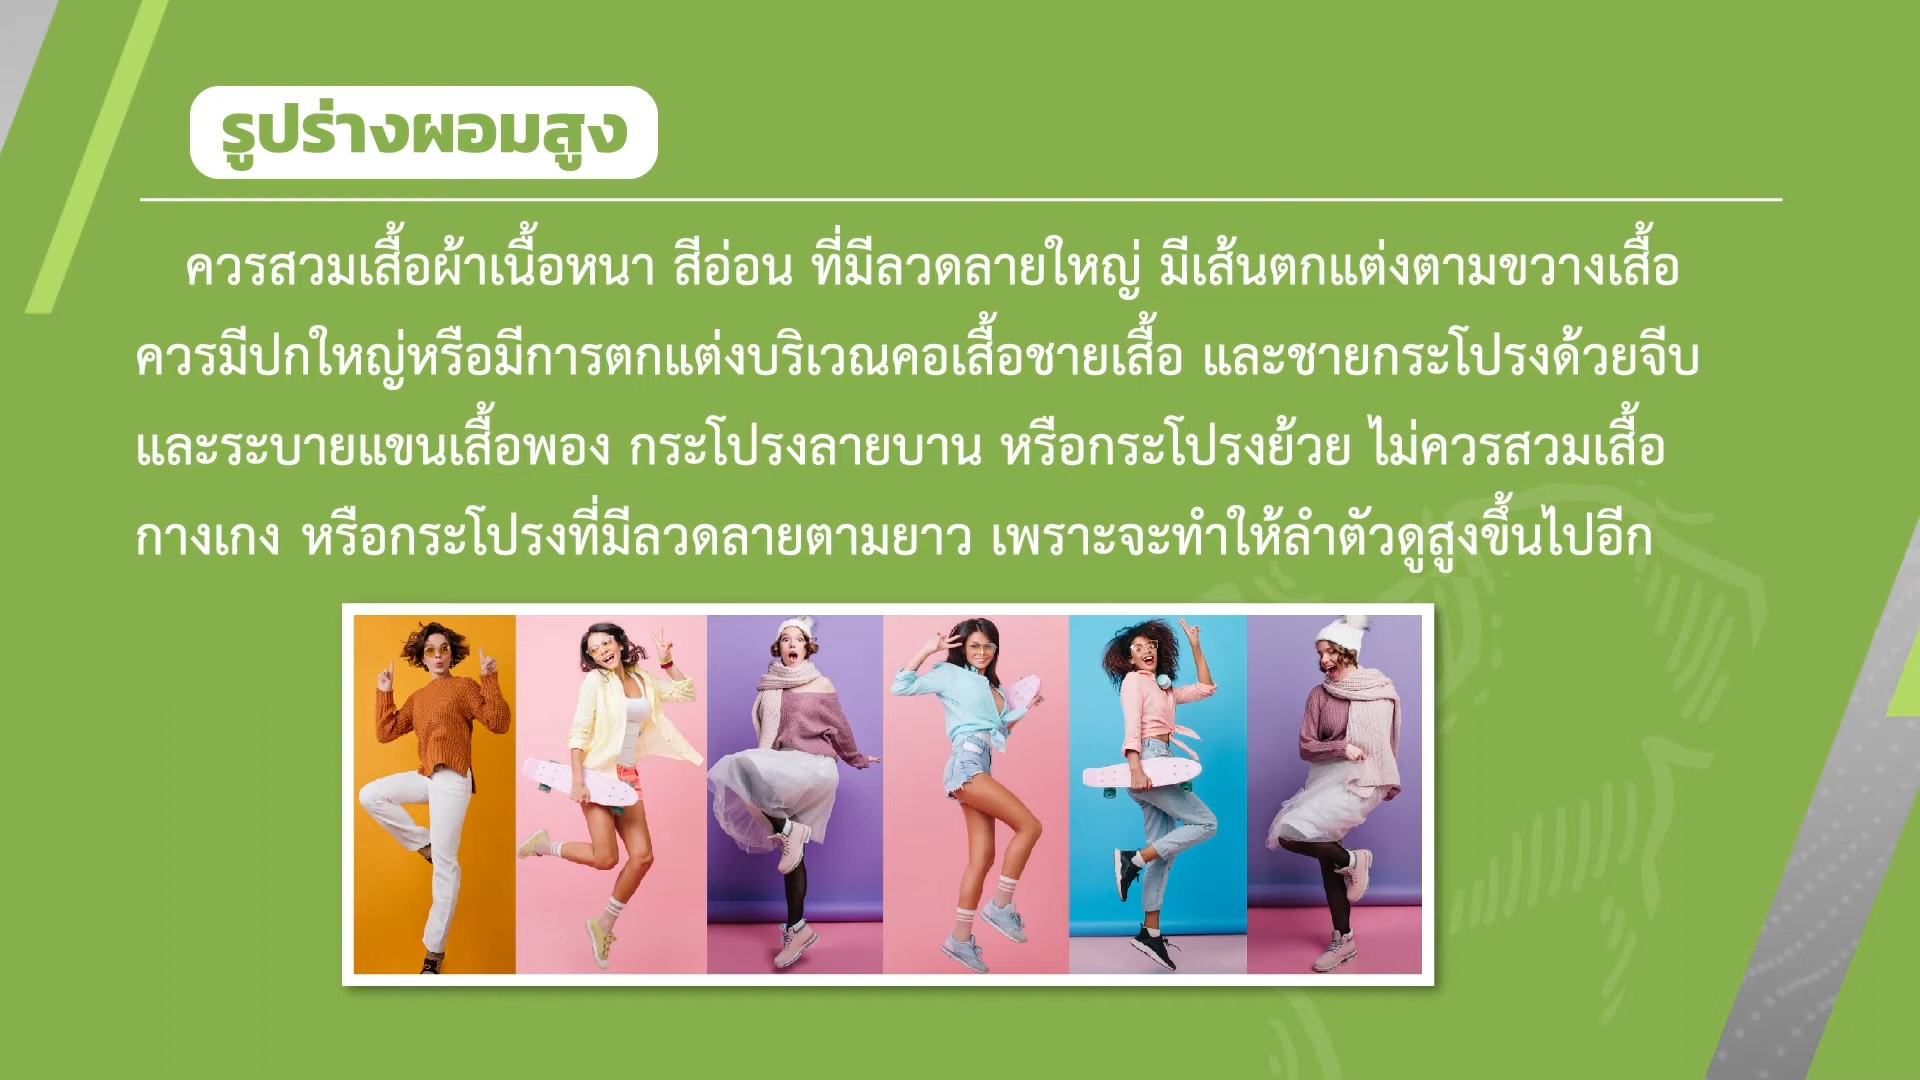 รูปร่างผอมสูง
ควรสวมเสื้อผ้าเนื้อหนา สีอ่อน ที่มีลวดลายใหญ่ มีเส้นตกแต่งตามขวางเสื้อ
ควรมีปกใหญ่หรือมีการตกแต่งบริเวณคอเสื้อชายเสื้อ และชายกระโปรงด้วยจีบ
และระบายแขนเสื้อพอง กระโปรงลายบาน หรือกระโปรงย้วย ไม่ควรสวมเสื้อ
กางเกง หรือกระโปรงที่มีลวดลายตามยาว เพราะจะทำให้ลำตัวดูสูงขึ้นไปอีก